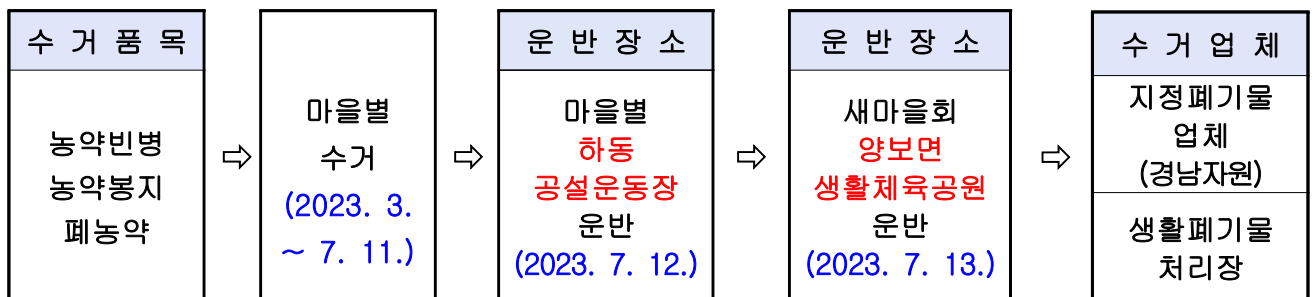 수 거 품 목
농약빈병
농약봉지
폐농약
⇨
마을별
수거
(2023. 3.
~ 7. 11.)
⇨
운 반 장 소
마을별
하동
공설운동장
운반
(2023. 7. 12.)
⇨
운 반 장 소
새마을회
양보면
생활체육공원
운반
(2023. 7. 13.)
⇨
수 거 업 체
지정폐기물
업체
(경남자원)
생활폐기물
처리장